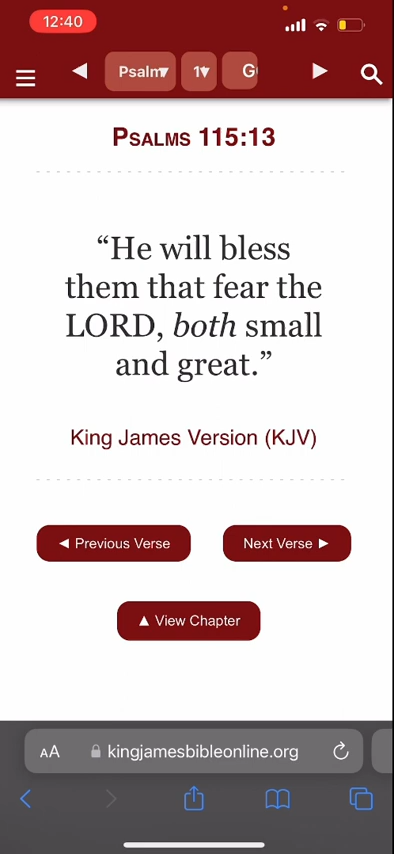 12:40
◀ Psalm▼ 1▼ G ▶
PSALMS 115:13
“He will bless
them that fear the
LORD, both small
and great.”
King James Version (KJV)
◀ Previous Verse Next Verse ▶
▲ View Chapter
AA kingjamesbibleonline.org